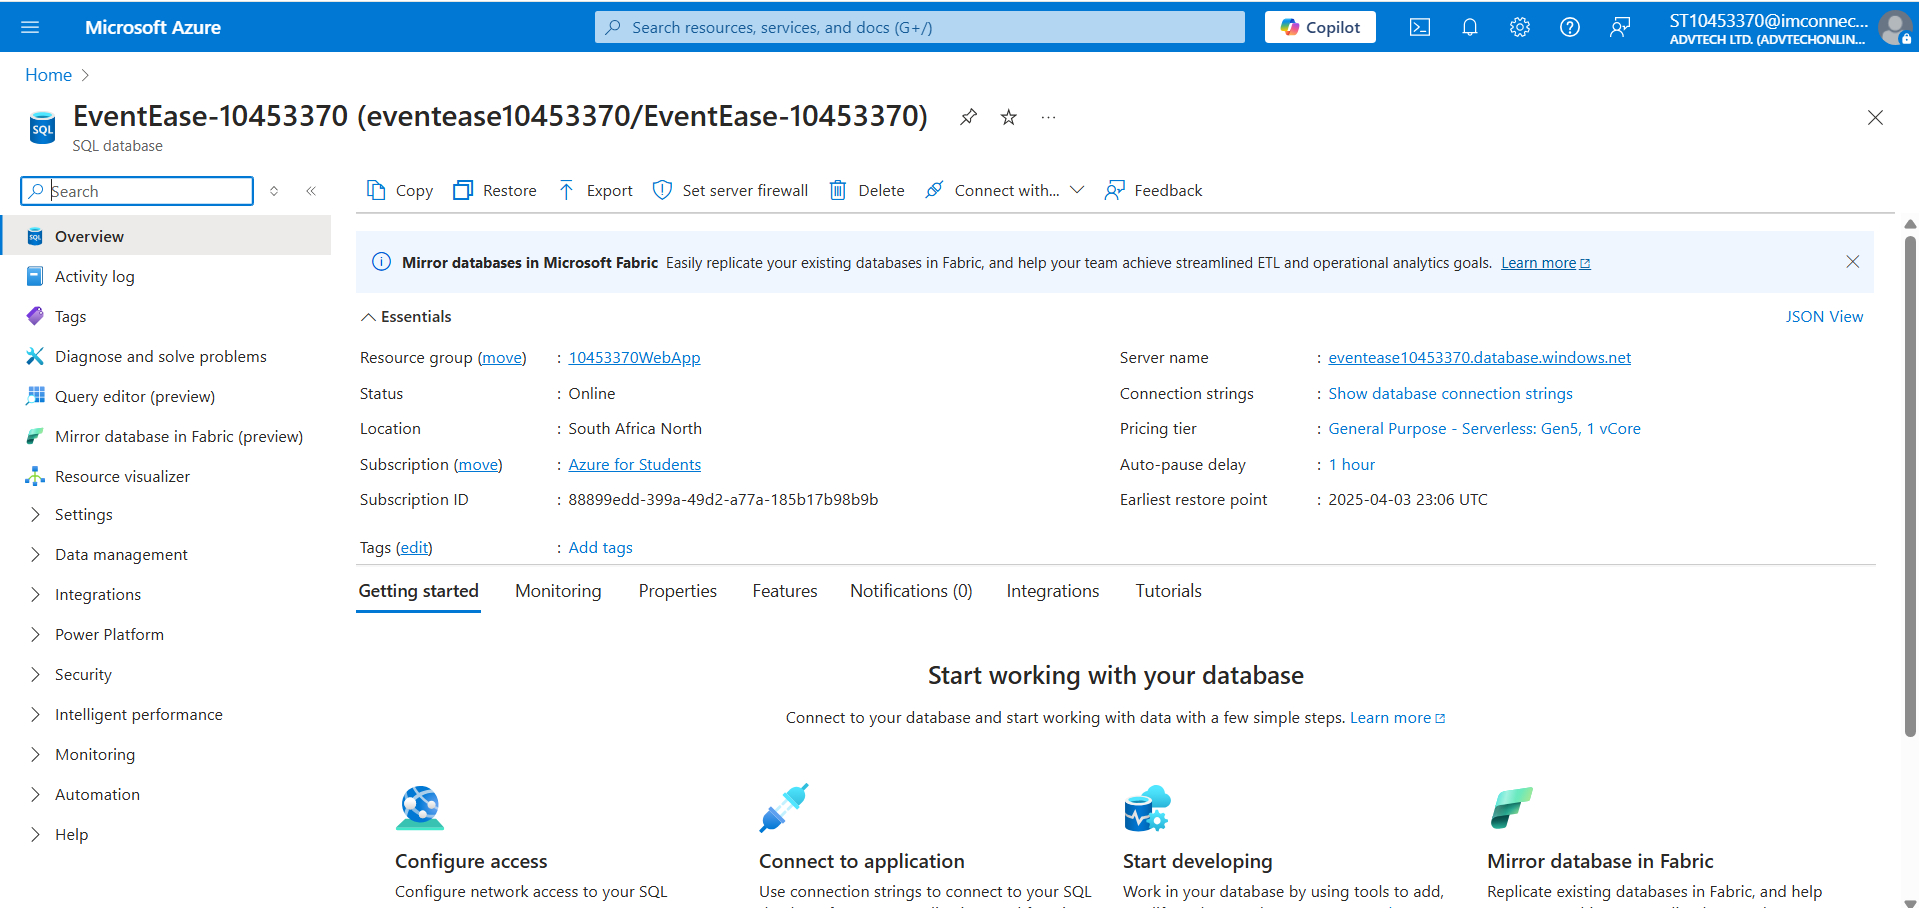 Microsoft Azure
Search resources, services, and docs (G+/)
Copilot
ST10453370@imconnec...
ADVTECH LTD. (ADVTECHONLIN...
Home
EventEase-10453370 (eventease10453370/EventEase-10453370)
SQL
SQL database
Search
Copy
Restore
Export
Set server firewall
Delete
Connect with...
Feedback
Overview
Activity log
Tags
Diagnose and solve problems
Query editor (preview)
Mirror database in Fabric (preview)
Resource visualizer
Settings
Data management
Integrations
Power Platform
Security
Intelligent performance
Monitoring
Automation
Help
Mirror databases in Microsoft Fabric Easily replicate your existing databases in Fabric, and help your team achieve streamlined ETL and operational analytics goals. Learn more
Essentials
JSON View
Resource group (move) : 10453370WebApp
Status : Online
Location : South Africa North
Subscription (move) : Azure for Students
Subscription ID : 88899edd-399a-49d2-a77a-185b17b98b9b
Server name : eventease10453370.database.windows.net
Connection strings : Show database connection strings
Pricing tier : General Purpose - Serverless: Gen5, 1 vCore
Auto-pause delay : 1 hour
Earliest restore point : 2025-04-03 23:06 UTC
Tags (edit) : Add tags
Getting started
Monitoring
Properties
Features
Notifications (0)
Integrations
Tutorials
Start working with your database
Connect to your database and start working with data with a few simple steps. Learn more
Configure access
Configure network access to your SQL
Connect to application
Use connection strings to connect to your SQL
Start developing
Work in your database by using tools to add,
Mirror database in Fabric
Replicate existing databases in Fabric, and help